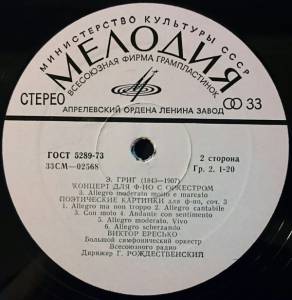 МИНИСТЕРСТВО КУЛЬТУРЫ СССР
МЕЛОДИЯ
ВСЕСОЮЗНАЯ ФИРМА ГРАМПЛАСТИНОК
СТЕРЕО
33
АПРЕЛЕВСКИЙ ОРДЕНА ЛЕНИНА ЗАВОД
ГОСТ 5289-73
33СМ—02568
2 сторона
Гр. 2. 1-20
Э. ГРИГ (1843—1907)
КОНЦЕРТ ДЛЯ Ф-НО С ОРКЕСТРОМ
3. Allegro moderato molto e marcato
ПОЭТИЧЕСКИЕ КАРТИНКИ для ф-но, соч. 3
1. Allegro ma non troppo 2. Allegro cantabile
3. Con moto 4. Andante con sentimento
5. Allegro moderato. Vivo
6. Allegro scherzando
ВИКТОР ЕРЕСЬКО
Большой симфонический оркестр
Всесоюзного радио
Дирижер Г. РОЖДЕСТВЕНСКИЙ